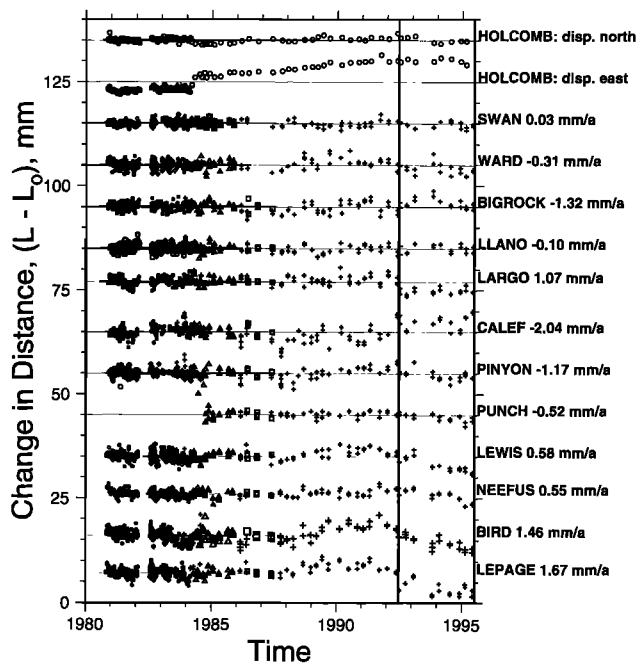 HOLCOMB: disp. north
HOLCOMB: disp. east
SWAN 0.03 mm/a
WARD -0.31 mm/a
BIGROCK -1.32 mm/a
LLANO -0.10 mm/a
LARGO 1.07 mm/a
CALEF -2.04 mm/a
PINYON -1.17 mm/a
PUNCH -0.52 mm/a
LEWIS 0.58 mm/a
NEEFUS 0.55 mm/a
BIRD 1.46 mm/a
LEPAGE 1.67 mm/a
Change in Distance, (L - Lo), mm
125
100
75
50
25
0
1980 1985 1990 1995
Time